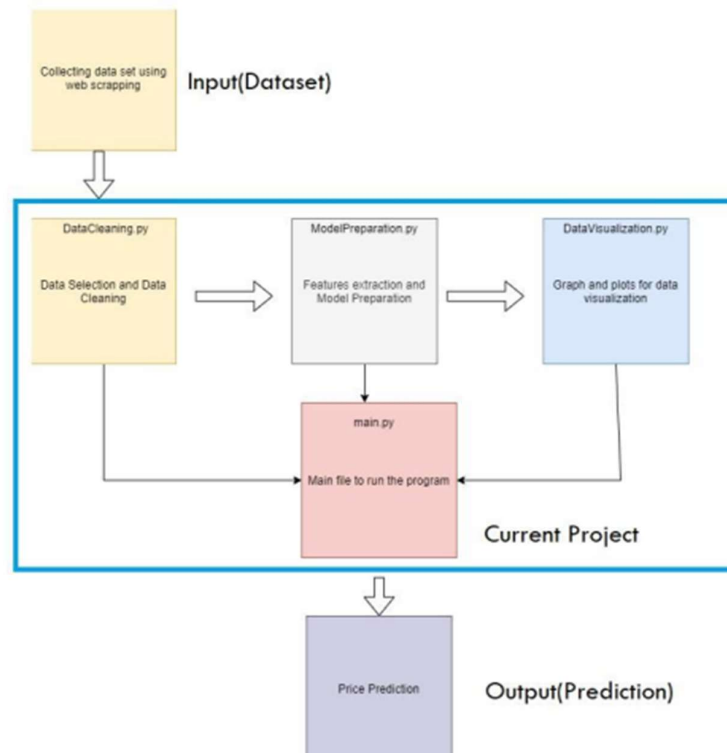 Collecting data set using
web scrapping
Input(Dataset)
DataCleaning.py
Data Selection and Data
Cleaning
ModelPreparation.py
Features extraction and
Model Preparation
DataVisualization.py
Graph and plots for data
visualization
main.py
Main file to run the program
Current Project
Price Prediction
Output(Prediction)